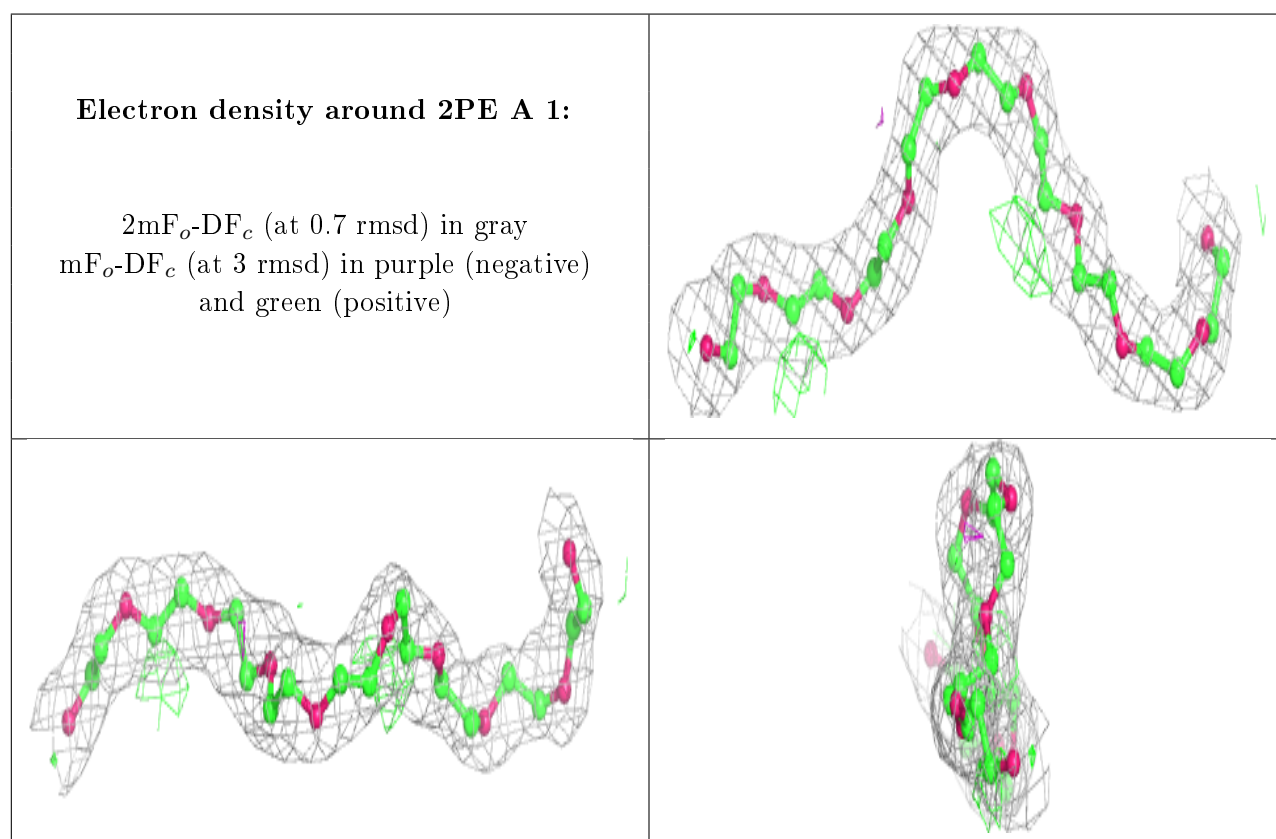 Electron density around 2PE A 1:
2mFo-DFc (at 0.7 rmsd) in gray
mFo-DFc (at 3 rmsd) in purple (negative)
and green (positive)